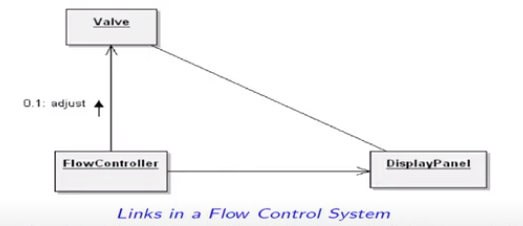 Valve
0.1: adjust
FlowController
DisplayPanel
Links in a Flow Control System